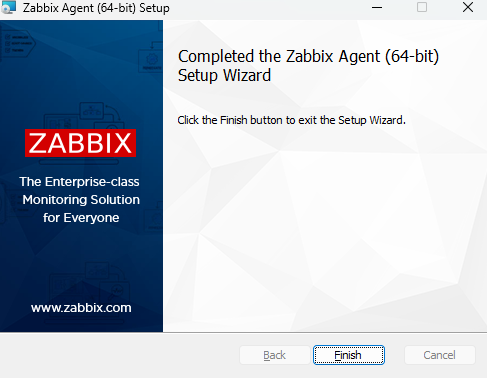 Zabbix Agent (64-bit) Setup
Completed the Zabbix Agent (64-bit)
Setup Wizard
Click the Finish button to exit the Setup Wizard.
ZABBIX
The Enterprise-class
Monitoring Solution
for Everyone
www.zabbix.com
Back
Finish
Cancel